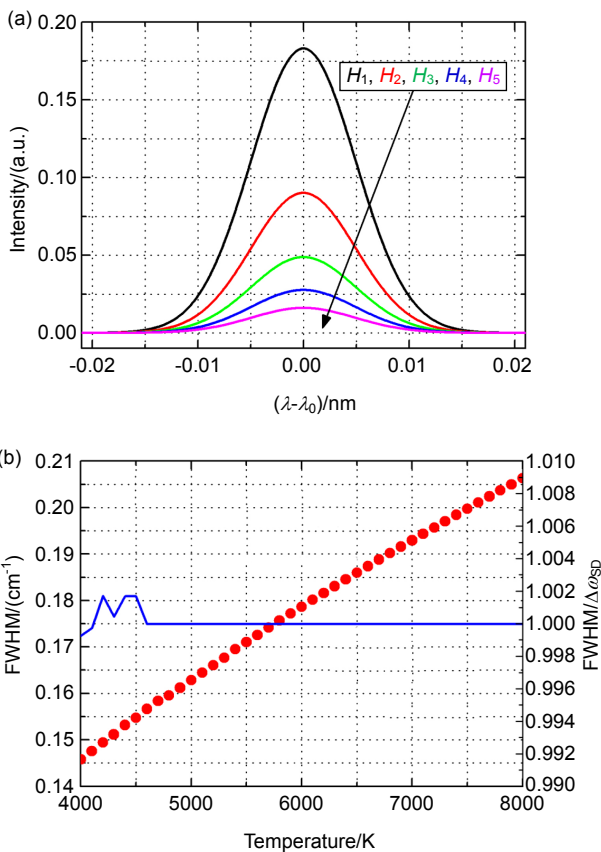 (a)
0.20
0.15
0.10
0.05
0.00
Intensity/(a.u.)
H1, H2, H3, H4, H5
-0.02 -0.01 0.00 0.01 0.02
(λ-λ0)/nm
(b)
0.21
0.20
0.19
0.18
0.17
0.16
0.15
0.14
FWHM/(cm-1)
1.010
1.008
1.006
1.004
1.002
1.000
0.998
0.996
0.994
0.992
0.990
FWHM/ΔωSD
4000 5000 6000 7000 8000
Temperature/K